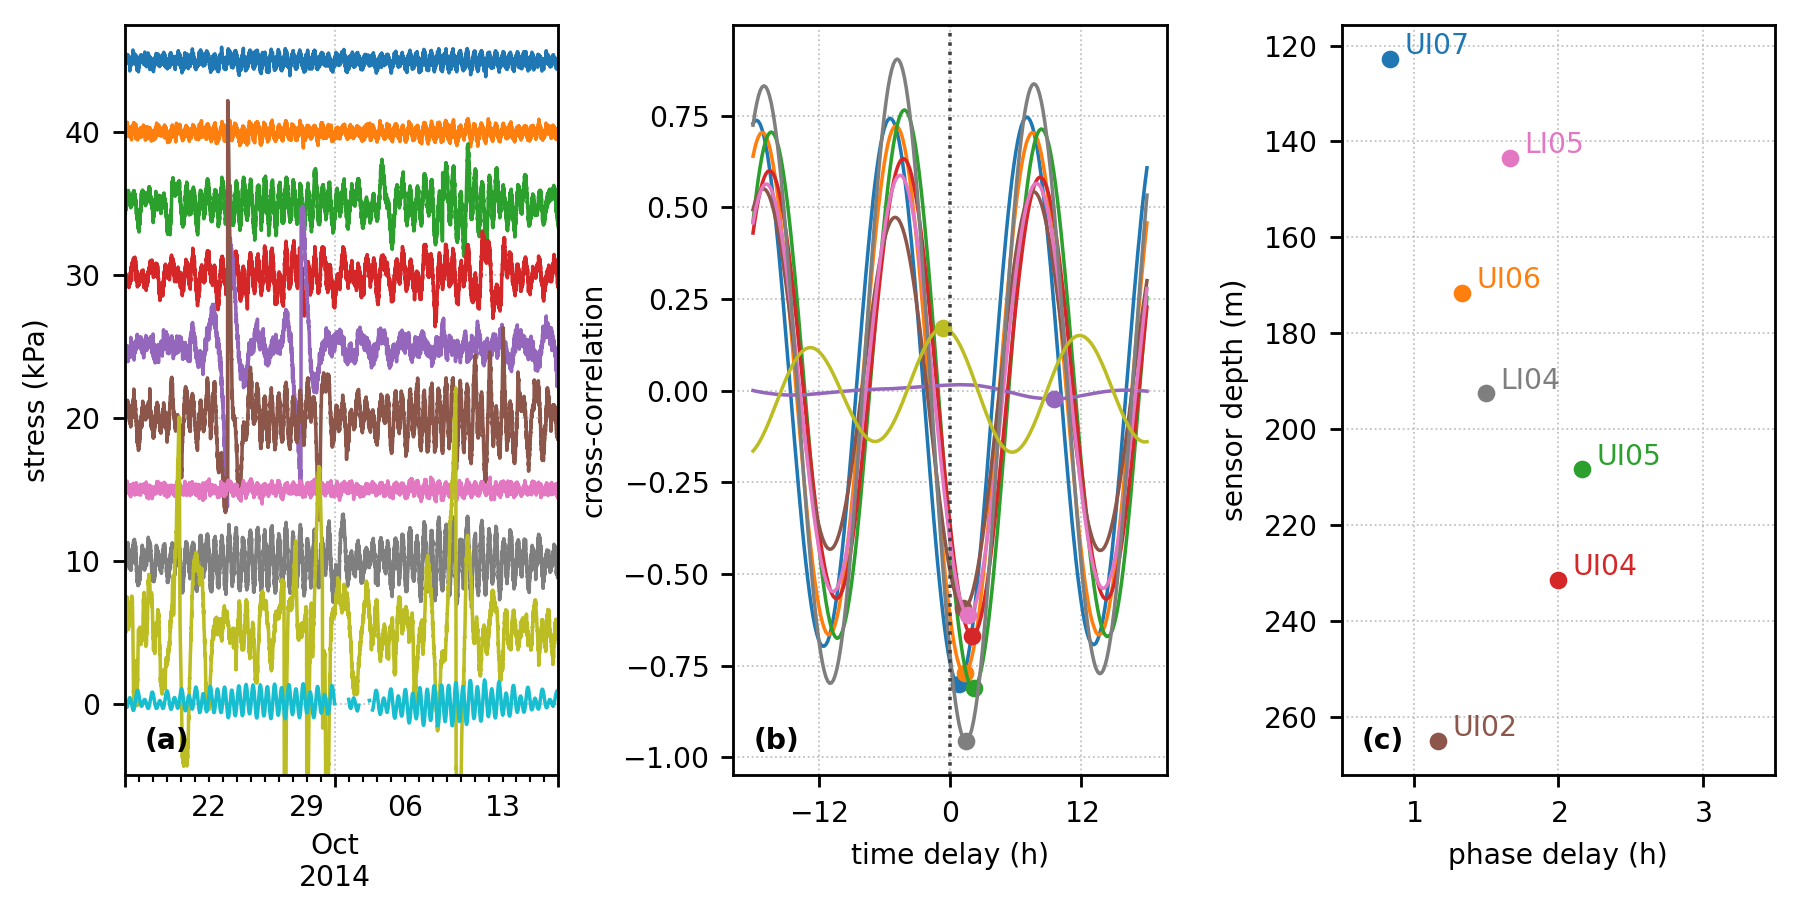 stress (kPa)
40
30
20
10
0
(a)
22
29
06
13
Oct
2014
cross-correlation
0.75
0.50
0.25
0.00
−0.25
−0.50
−0.75
−1.00
(b)
−12
0
12
time delay (h)
sensor depth (m)
120
140
160
180
200
220
240
260
UI07
LI05
UI06
LI04
UI05
UI04
UI02
(c)
1
2
3
phase delay (h)